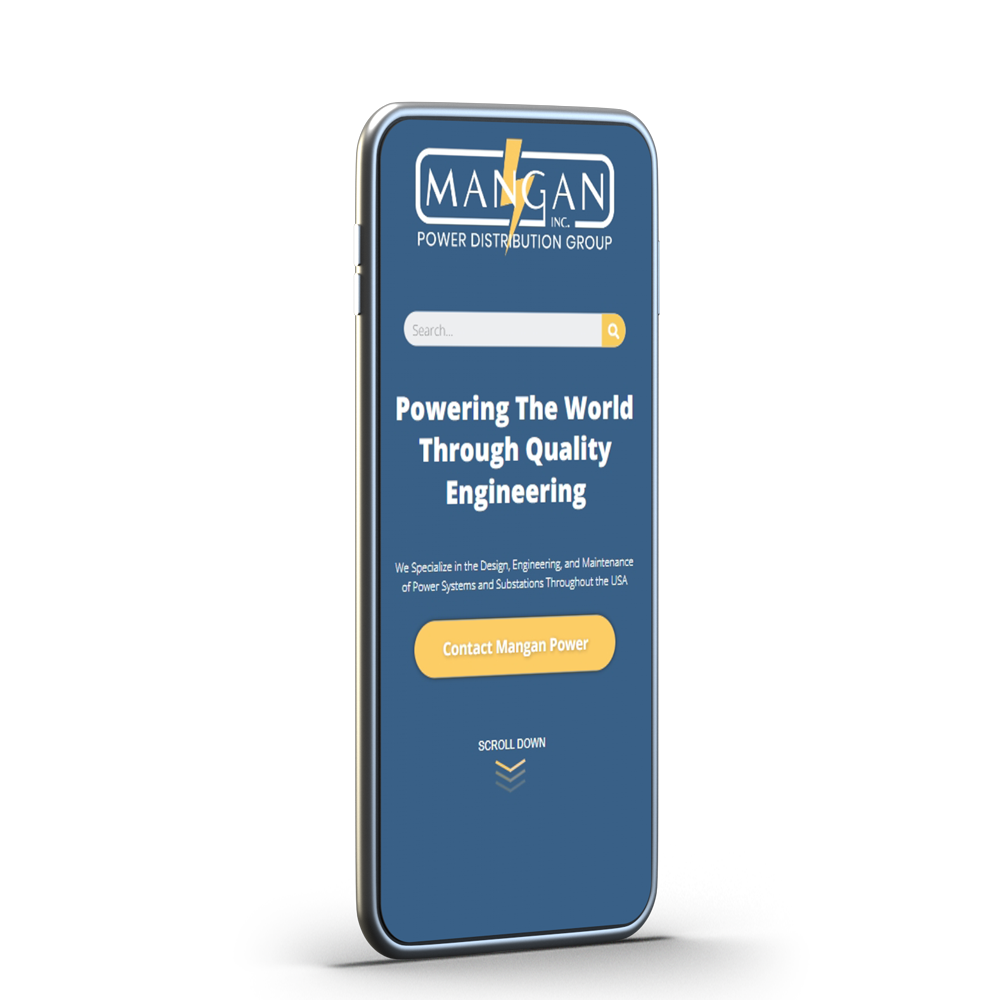 MANGAN
INC.
POWER DISTRIBUTION GROUP
Search...
Powering The World
Through Quality
Engineering
We Specialize in the Design, Engineering, and Maintenance
of Power Systems and Substations Throughout the USA
Contact Mangan Power
SCROLL DOWN